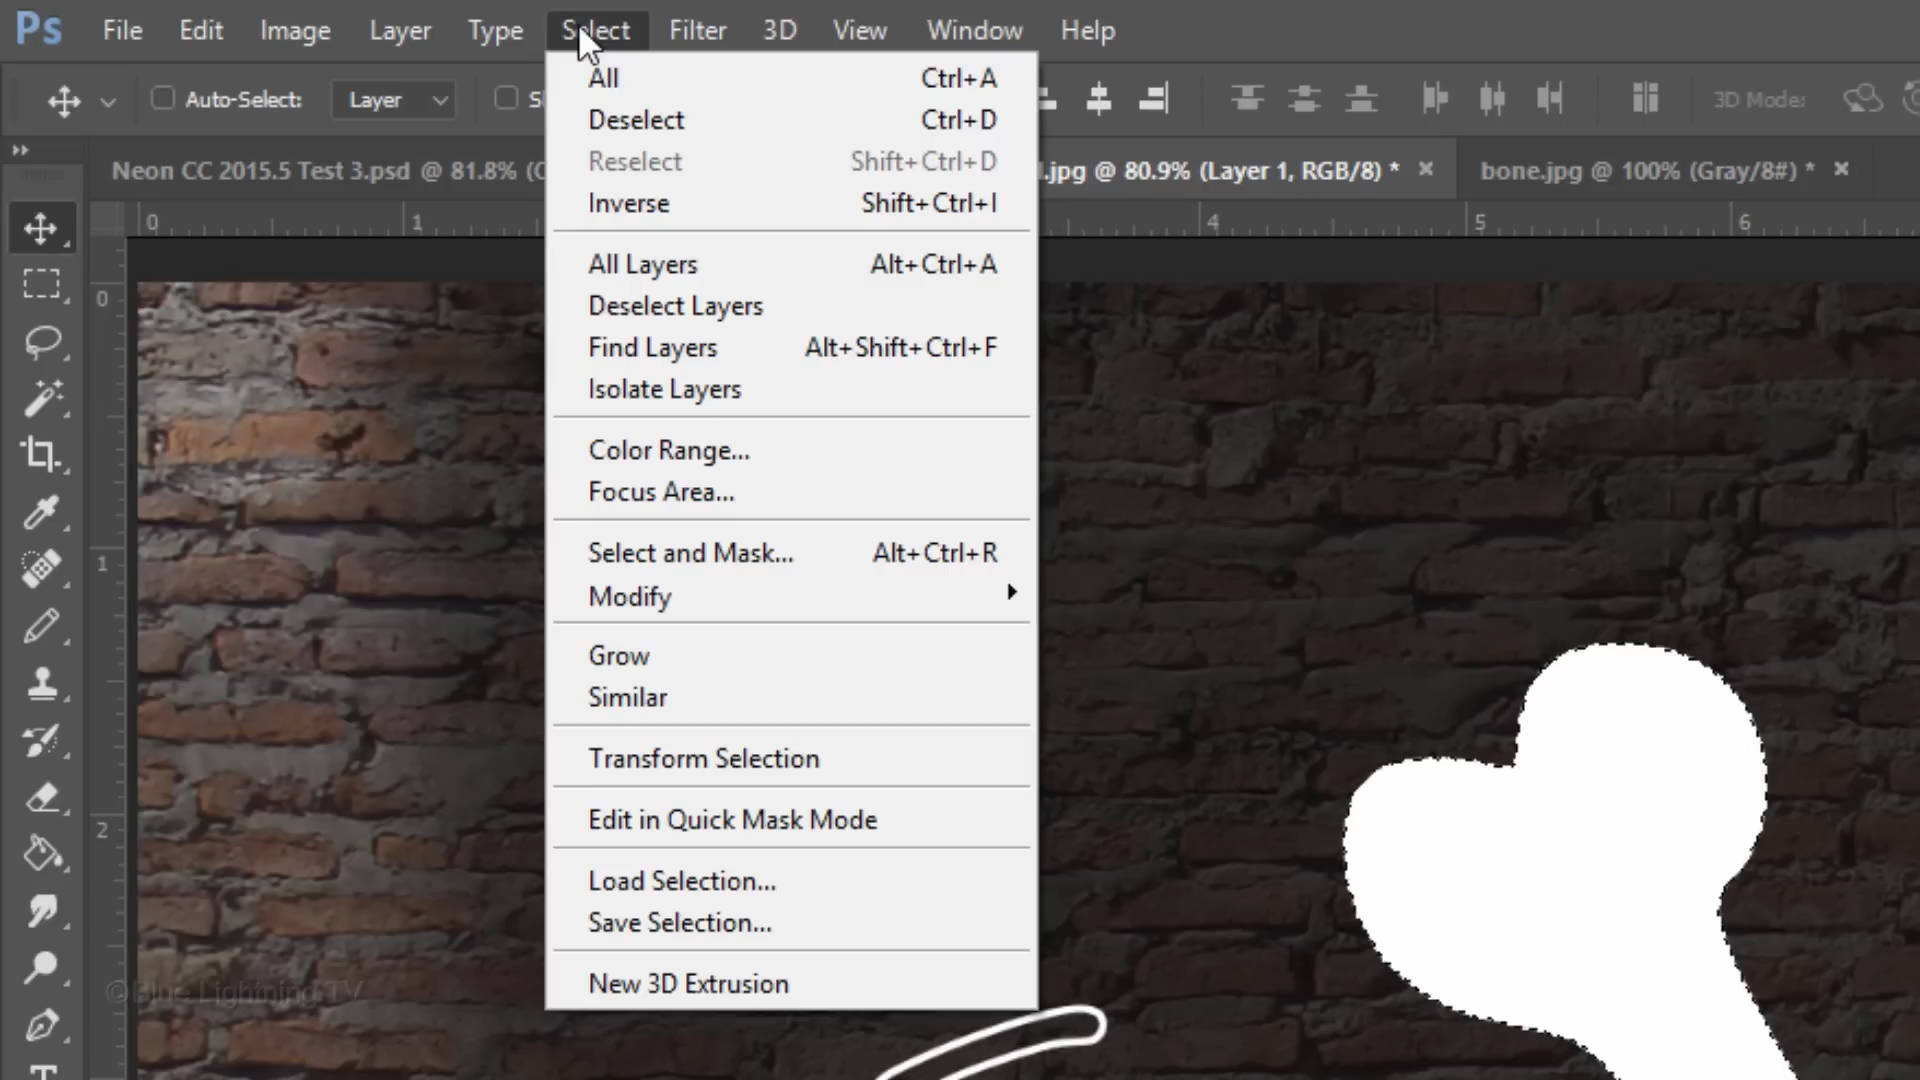 Ps File Edit Image Layer Type Select Filter 3D View Window Help
Auto-Select: Layer 3D Mode:
Neon CC 2015.5 Test 3.psd @ 81.8% .jpg @ 80.9% (Layer 1, RGB/8) * bone.jpg @ 100% (Gray/8#) *
0 1 4 5 6
All Ctrl+A
Deselect Ctrl+D
Reselect Shift+Ctrl+D
Inverse Shift+Ctrl+I
All Layers Alt+Ctrl+A
Deselect Layers
Find Layers Alt+Shift+Ctrl+F
Isolate Layers
Color Range...
Focus Area...
Select and Mask... Alt+Ctrl+R
Modify
Grow
Similar
Transform Selection
Edit in Quick Mask Mode
Load Selection...
Save Selection...
New 3D Extrusion
0
1
2
©Blue Lightning TV